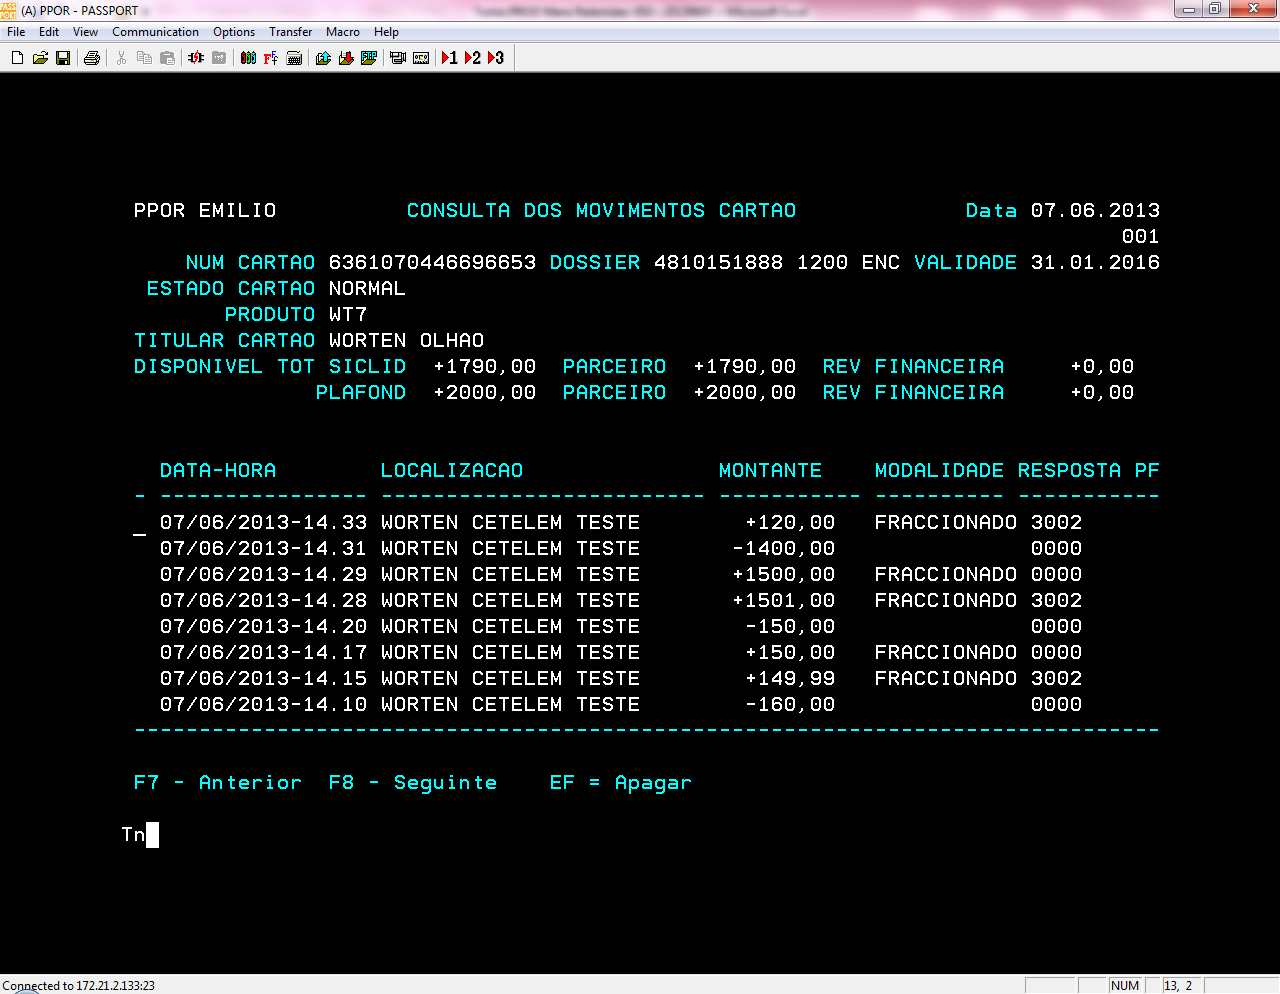 (A) PPOR - PASSPORT
File Edit View Communication Options Transfer Macro Help
1 2 3
PPOR EMILIO CONSULTA DOS MOVIMENTOS CARTAO Data 07.06.2013
001
NUM CARTAO 6361070446696653 DOSSIER 4810151888 1200 ENC VALIDADE 31.01.2016
ESTADO CARTAO NORMAL
PRODUTO WT7
TITULAR CARTAO WORTEN OLHAO
DISPONIVEL TOT SICLID +1790,00 PARCEIRO +1790,00 REV FINANCEIRA +0,00
PLAFOND +2000,00 PARCEIRO +2000,00 REV FINANCEIRA +0,00
DATA-HORA LOCALIZACAO MONTANTE MODALIDADE RESPOSTA PF
- ---------------- ------------------------- ----------- ---------- -----------
_ 07/06/2013-14.33 WORTEN CETELEM TESTE +120,00 FRACCIONADO 3002
07/06/2013-14.31 WORTEN CETELEM TESTE -1400,00 0000
07/06/2013-14.29 WORTEN CETELEM TESTE +1500,00 FRACCIONADO 0000
07/06/2013-14.28 WORTEN CETELEM TESTE +1501,00 FRACCIONADO 3002
07/06/2013-14.20 WORTEN CETELEM TESTE -150,00 0000
07/06/2013-14.17 WORTEN CETELEM TESTE +150,00 FRACCIONADO 0000
07/06/2013-14.15 WORTEN CETELEM TESTE +149,99 FRACCIONADO 3002
07/06/2013-14.10 WORTEN CETELEM TESTE -160,00 0000
-------------------------------------------------------------------------------
F7 - Anterior F8 - Seguinte EF = Apagar
Tn
Connected to 172.21.2.133:23 NUM 13, 2